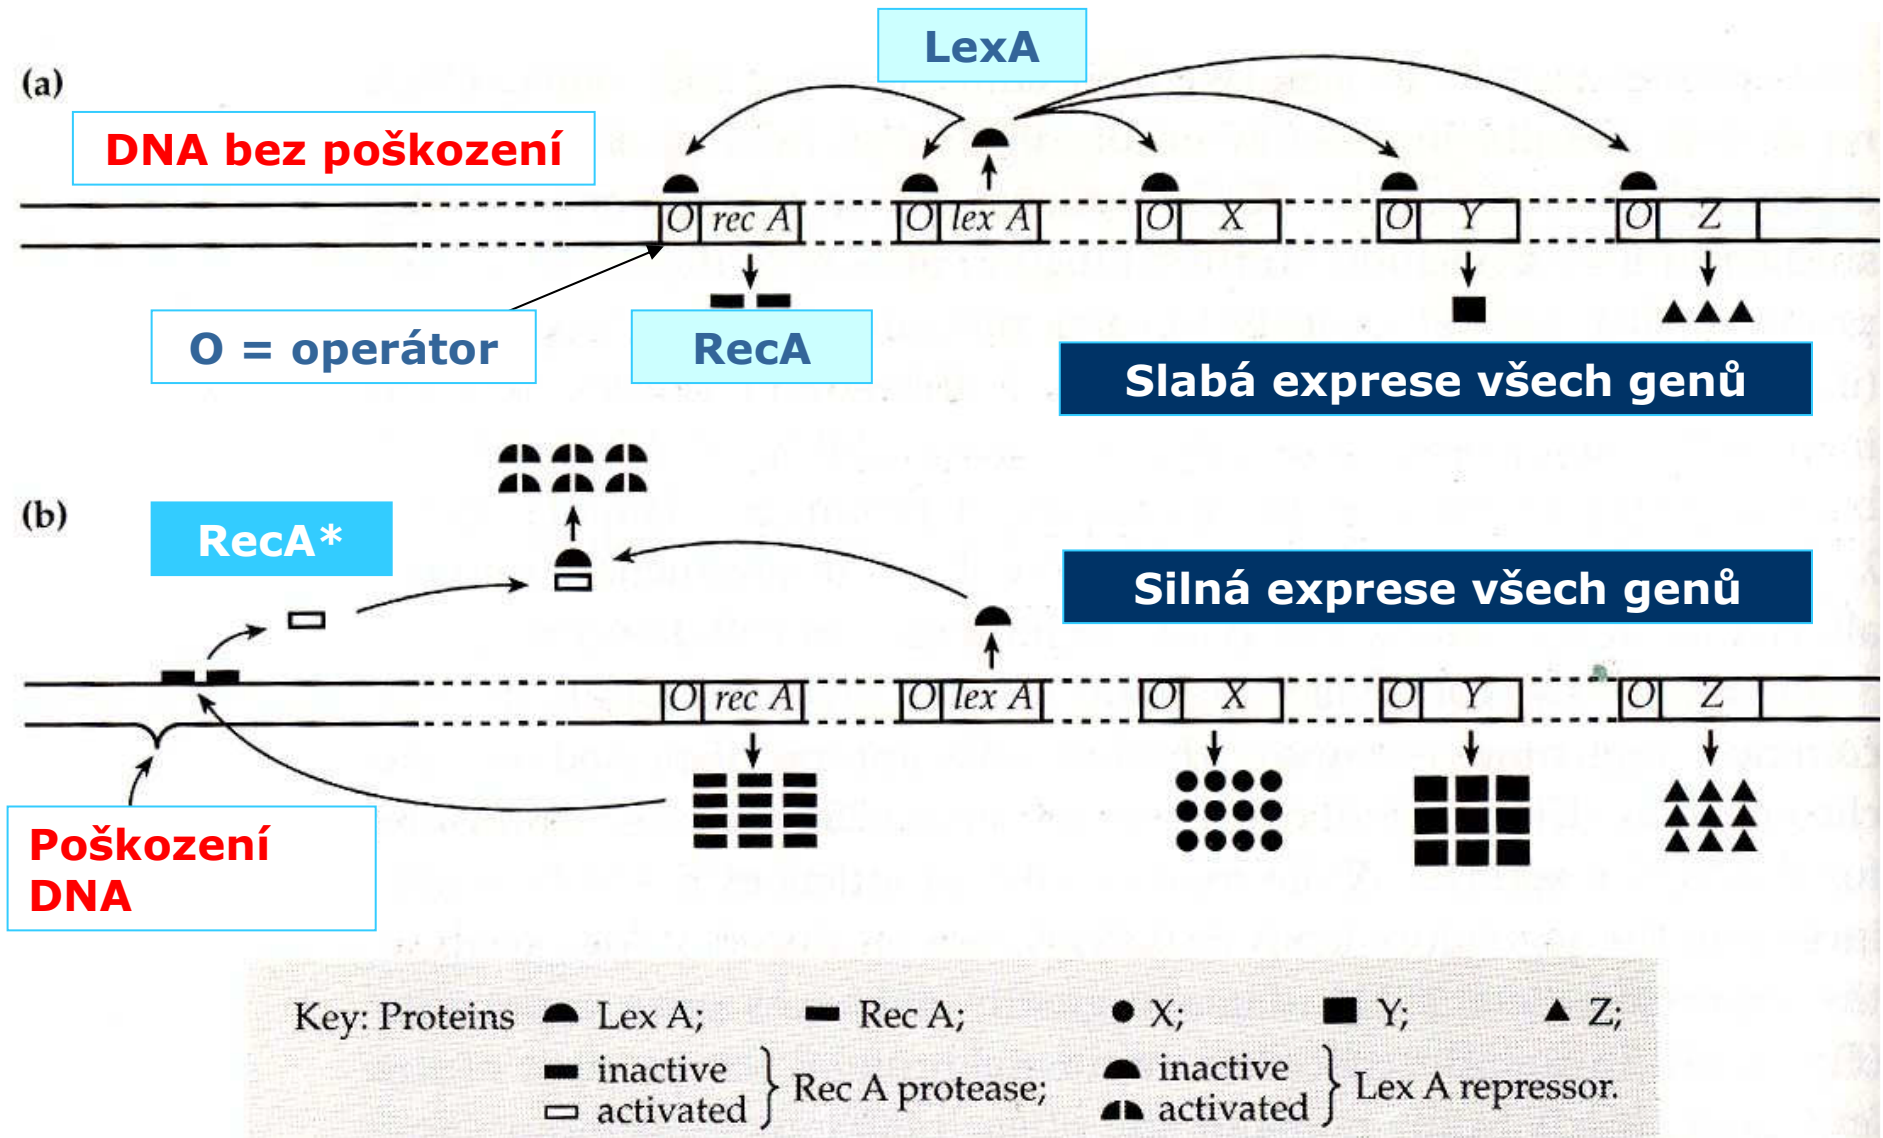 LexA
(a)
DNA bez poškození
O rec A O lex A O X O Y O Z
O = operátor
RecA
Slabá exprese všech genů
(b)
RecA*
Silná exprese všech genů
O rec A O lex A O X O Y O Z
Poškození
DNA
Key: Proteins Lex A; Rec A; X; Y; Z;
inactive
activated } Rec A protease;
inactive
activated } Lex A repressor.